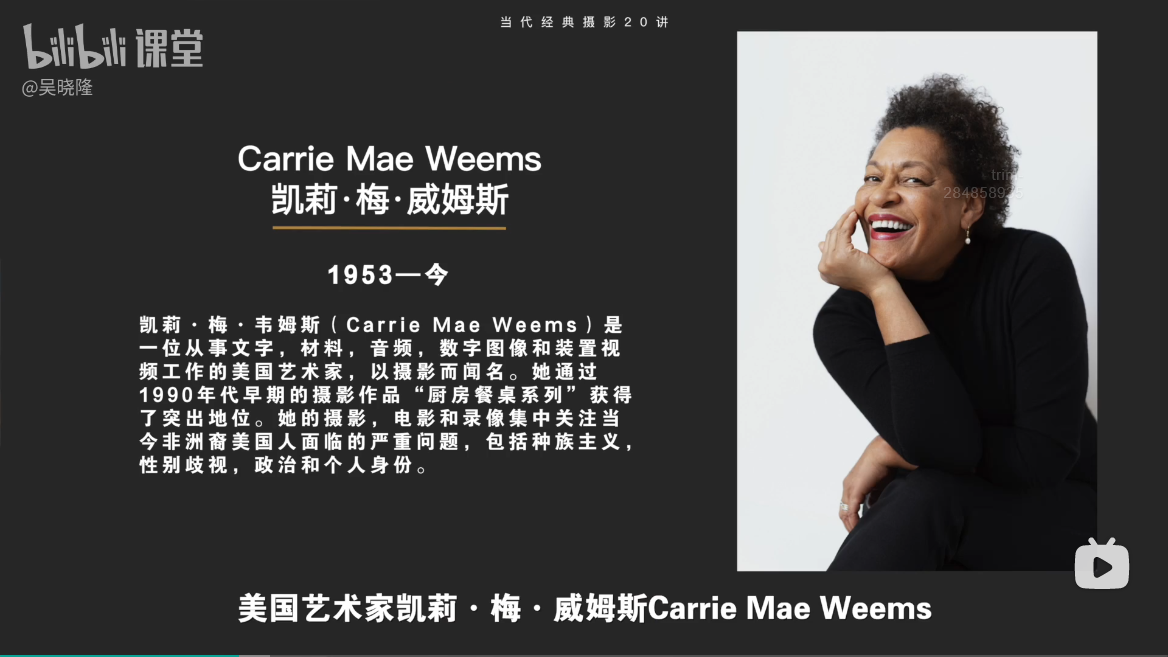 当代经典摄影20讲
bilibili 课堂
@吴晓隆
Carrie Mae Weems
凯莉·梅·威姆斯
1953—今
凯莉·梅·韦姆斯（Carrie Mae Weems）是
一位从事文字，材料，音频，数字图像和装置视
频工作的美国艺术家，以摄影而闻名。她通过
1990年代早期的摄影作品“厨房餐桌系列”获得
了突出地位。她的摄影，电影和录像集中关注当
今非洲裔美国人面临的严重问题，包括种族主义，
性别歧视，政治和个人身份。
美国艺术家凯莉·梅·威姆斯Carrie Mae Weems